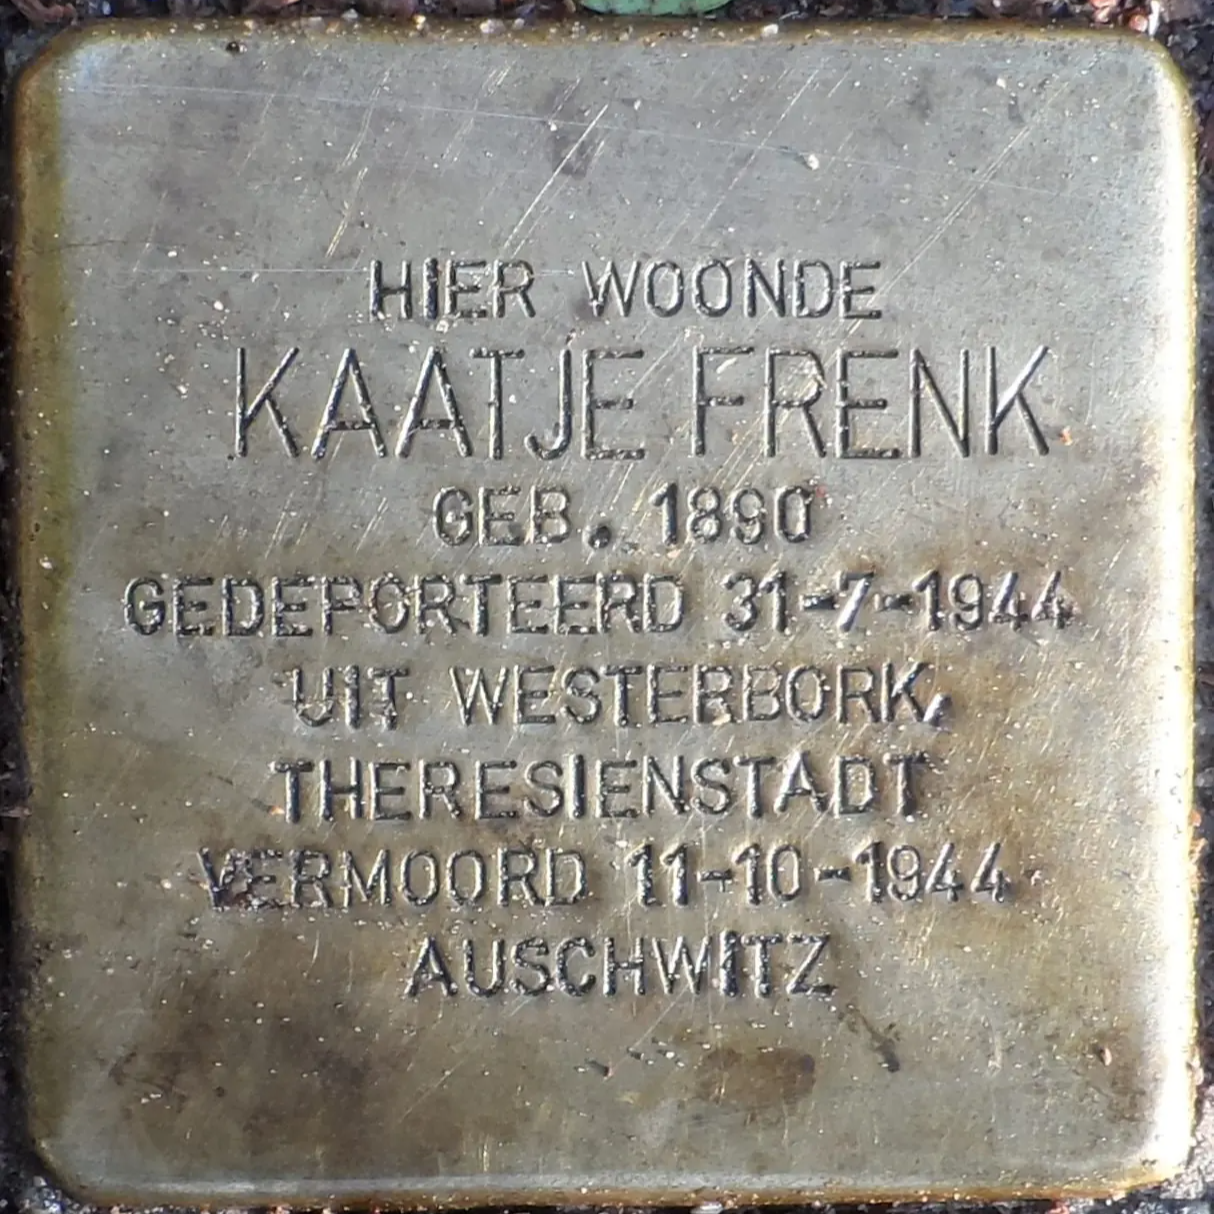 HIER WOONDE
KAATJE FRENK
GEB. 1890
GEDEPORTEERD 31-7-1944
UIT WESTERBORK,
THERESIENSTADT
VERMOORD 11-10-1944
AUSCHWITZ